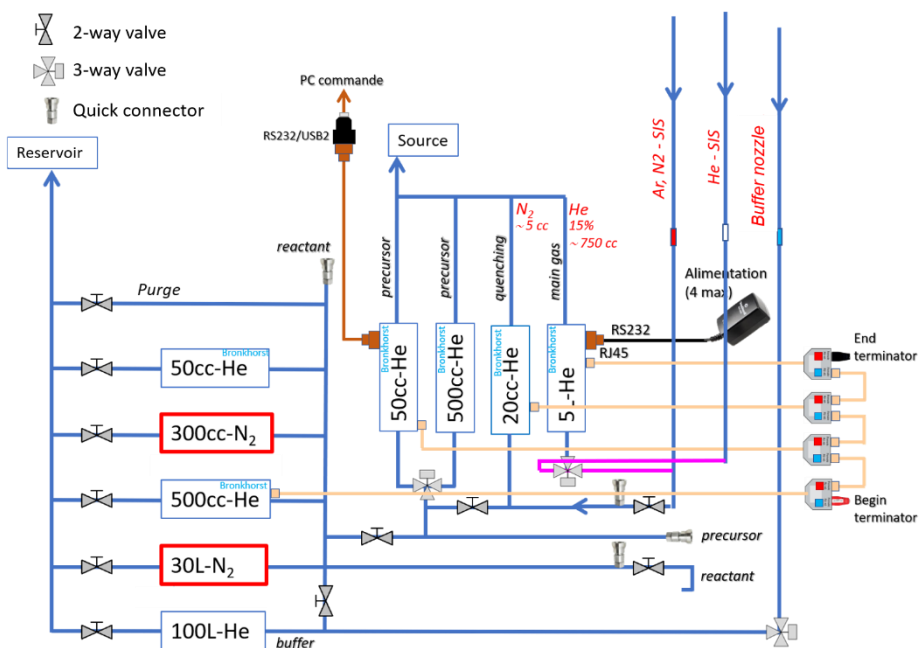 2-way valve
3-way valve
Quick connector
PC commande
RS232/USB2
Reservoir
Source
reactant
Purge
precursor
precursor
quenching
main gas
N2
~5 cc
He
15%
~750 cc
Ar, N2 - SIS
He - SIS
Buffer nozzle
Alimentation
(4 max)
RS232
RJ45
End
terminator
Begin
terminator
Bronkhorst
50cc-He
Bronkhorst
500cc-He
Bronkhorst
20cc-He
Bronkhorst
Bronkhorst
50cc-He
300cc-N2
Bronkhorst
500cc-He
30L-N2
100L-He
buffer
precursor
reactant